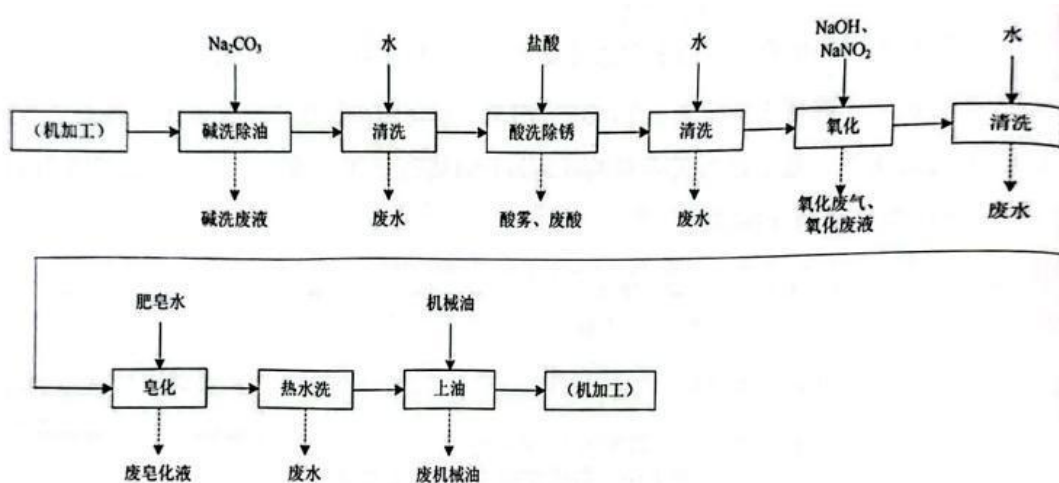 Na₂CO₃
水
盐酸
水
NaOH、
NaNO₂
水
（机加工）
碱洗除油
清洗
酸洗除锈
清洗
氧化
清洗
碱洗废液
废水
酸雾、废酸
废水
氧化废气、
氧化废液
废水
肥皂水
机械油
皂化
热水洗
上油
（机加工）
废皂化液
废水
废机械油